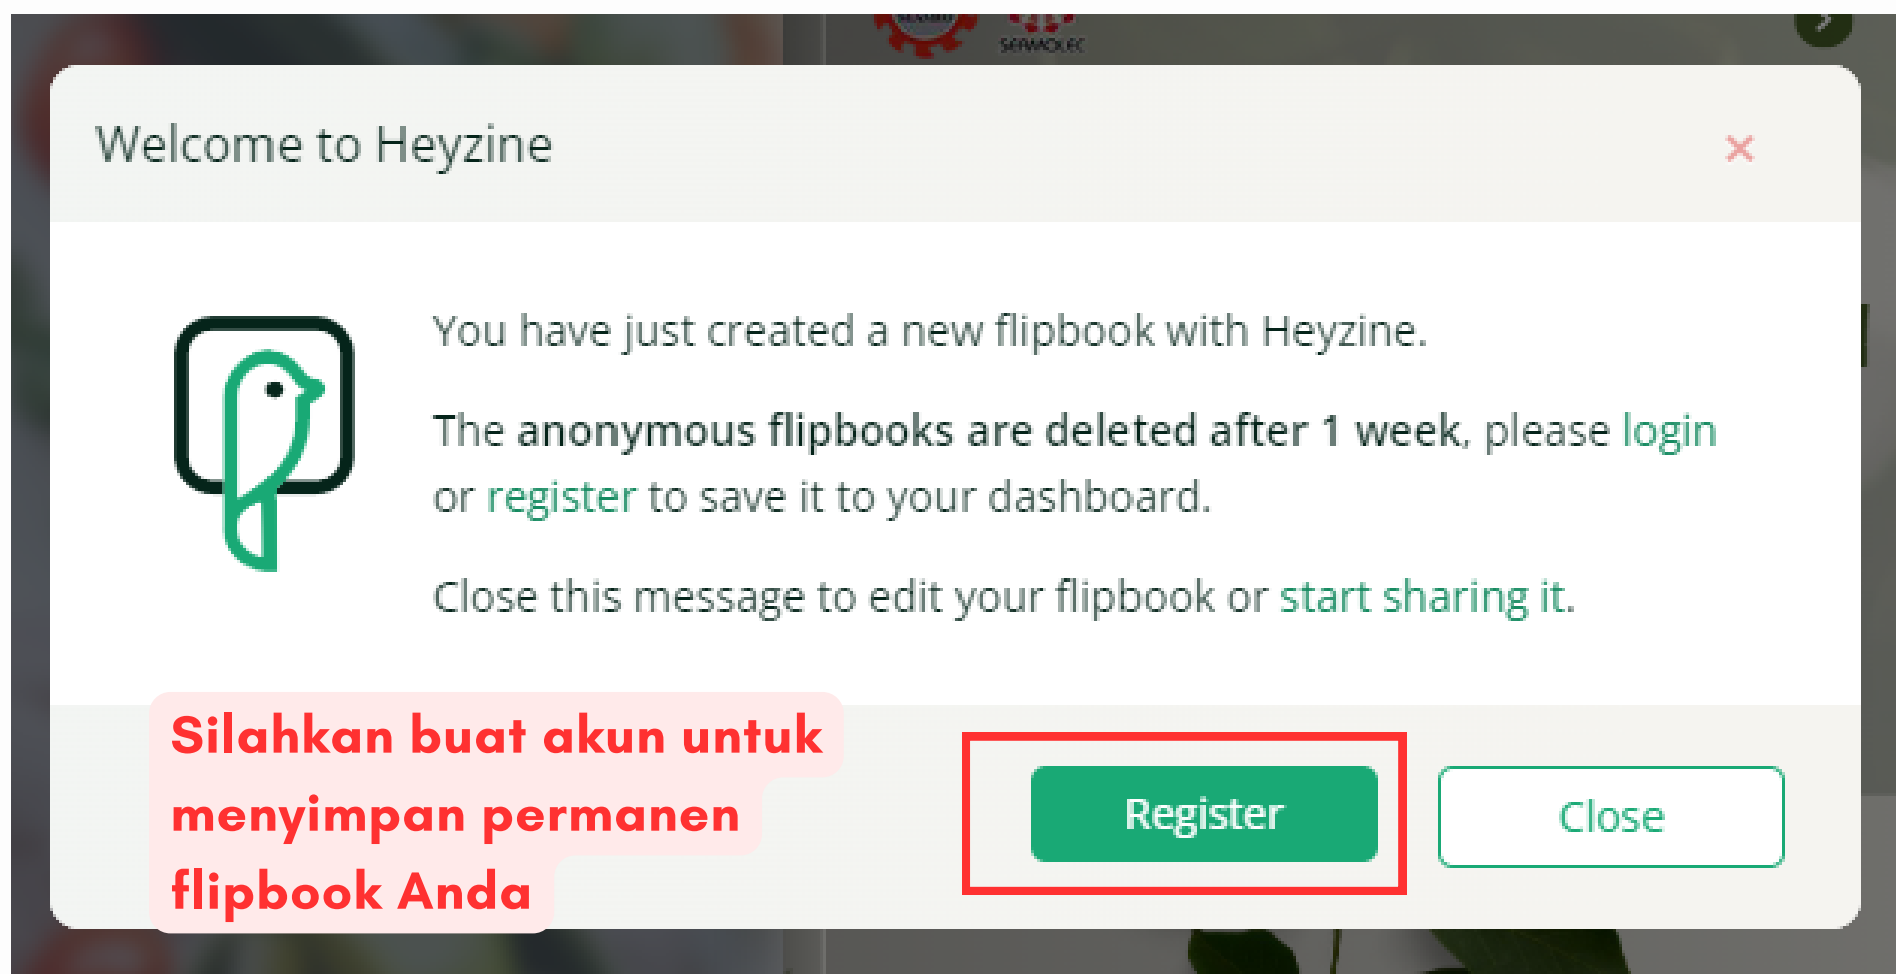 SEAMEO
SEAMOLEC
Welcome to Heyzine
You have just created a new flipbook with Heyzine.
The anonymous flipbooks are deleted after 1 week, please login
or register to save it to your dashboard.
Close this message to edit your flipbook or start sharing it.
Silahkan buat akun untuk
menyimpan permanen
flipbook Anda
Register
Close